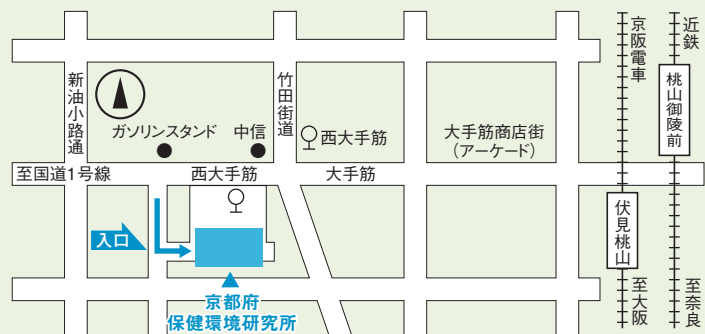 京阪電車
近鉄
新油小路通
竹田街道
桃山御陵前
ガソリンスタンド
中信
西大手筋
大手筋商店街
（アーケード）
至国道1号線
西大手筋
大手筋
伏見桃山
入口
至大阪
至奈良
京都府
保健環境研究所